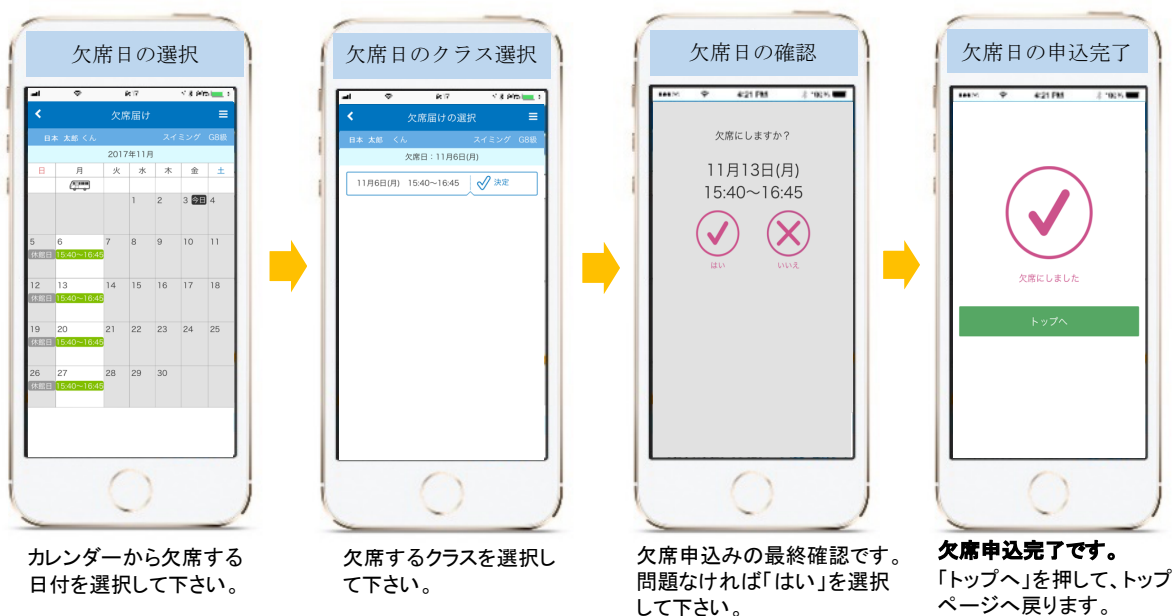 欠席日の選択
欠席届け
日本 太郎 くん スイミング G8級
2017年11月
日 月 火 水 木 金 土
1 2 3 今日 4
5 6 7 8 9 10 11
休館日 15:40～16:45
12 13 14 15 16 17 18
休館日 15:40～16:45
19 20 21 22 23 24 25
休館日 15:40～16:45
26 27 28 29 30
休館日 15:40～16:45
カレンダーから欠席する
日付を選択して下さい。
欠席日のクラス選択
欠席届けの選択
日本 太郎 くん スイミング G8級
欠席日：11月6日(月)
11月6日(月) 15:40～16:45 決定
欠席するクラスを選択し
て下さい。
欠席日の確認
4:21 PM
欠席にしますか？
11月13日(月)
15:40～16:45
はい いいえ
欠席申込みの最終確認です。
問題なければ「はい」を選択
して下さい。
欠席日の申込完了
4:21 PM
欠席にしました
トップへ
欠席申込完了です。
「トップへ」を押して、トップ
ページへ戻ります。